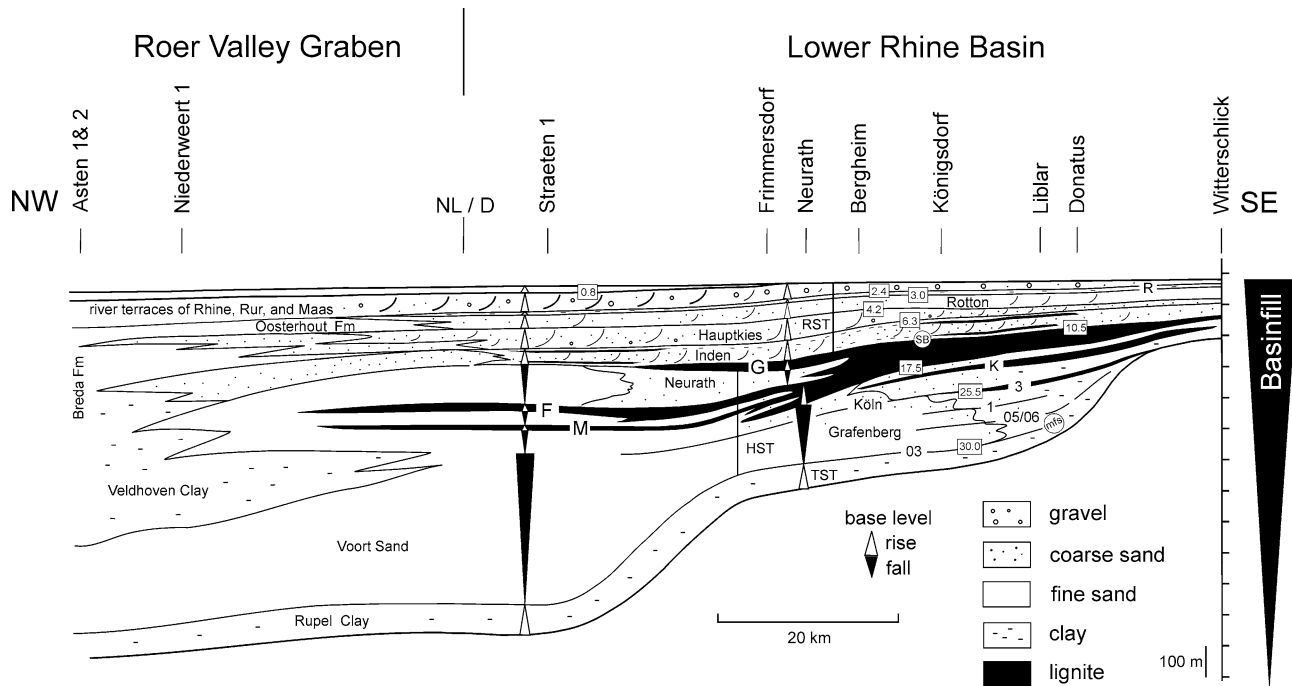 Roer Valley Graben
Lower Rhine Basin
NW
Asten 1& 2
Niederweert 1
NL / D
Straeten 1
Frimmersdorf
Neurath
Bergheim
Königsdorf
Liblar
Donatus
Witterschlick
SE
0.8
2.4
3.0
R
river terraces of Rhine, Rur, and Maas
Rotton
4.2
Oosterhout Fm
RST
6.3
Hauptkies
SB
10.5
Inden
G
17.5
K
Breda Fm
Neurath
25.5
3
F
Köln
1
05/06
M
Grafenberg
mfs
HST
03
30.0
TST
Veldhoven Clay
Voort Sand
Rupel Clay
base level
rise
fall
20 km
gravel
coarse sand
fine sand
clay
lignite
100 m
Basinfill